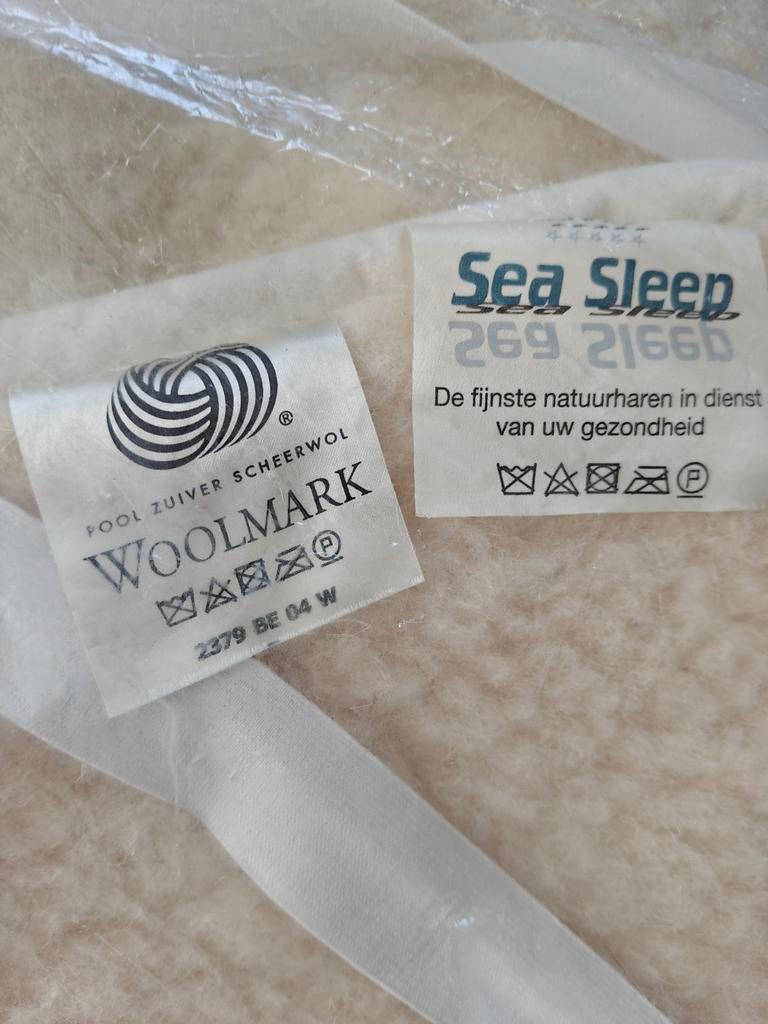 Sea Sleep
De fijnste natuurharen in dienst
van uw gezondheid
P
®
POOL ZUIVER SCHEERWOL
WOOLMARK
P
2379 BE 04 W